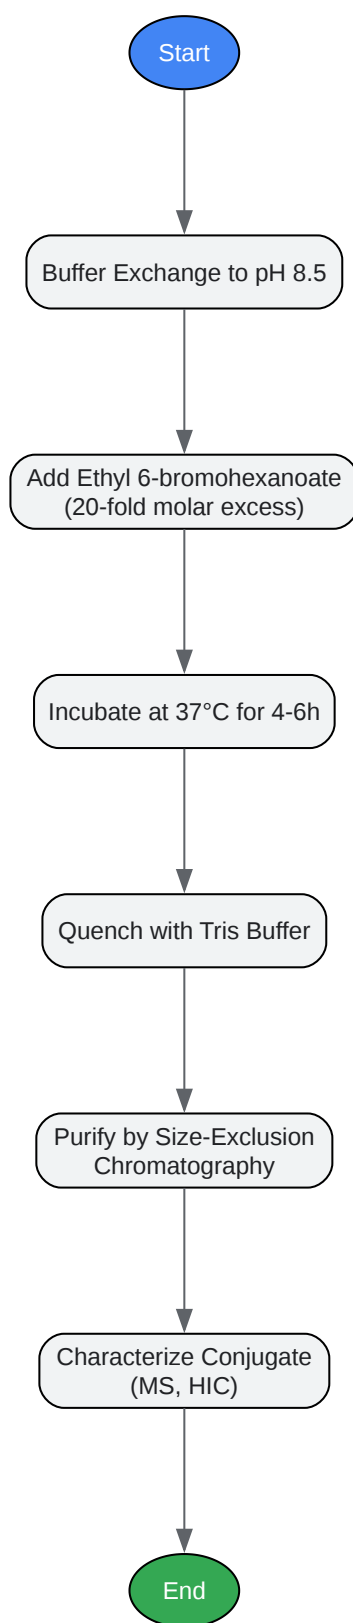 Start
Buffer Exchange to pH 8.5
Add Ethyl 6-bromohexanoate
(20-fold molar excess)
Incubate at 37°C for 4-6h
Quench with Tris Buffer
Purify by Size-Exclusion
Chromatography
Characterize Conjugate
(MS, HIC)
End